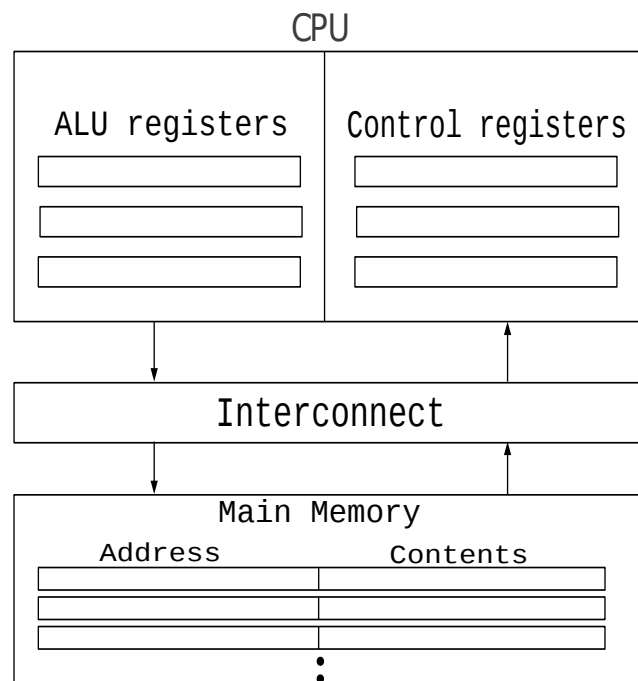 CPU
ALU registers
Control registers
Interconnect
Main Memory
Address
Contents